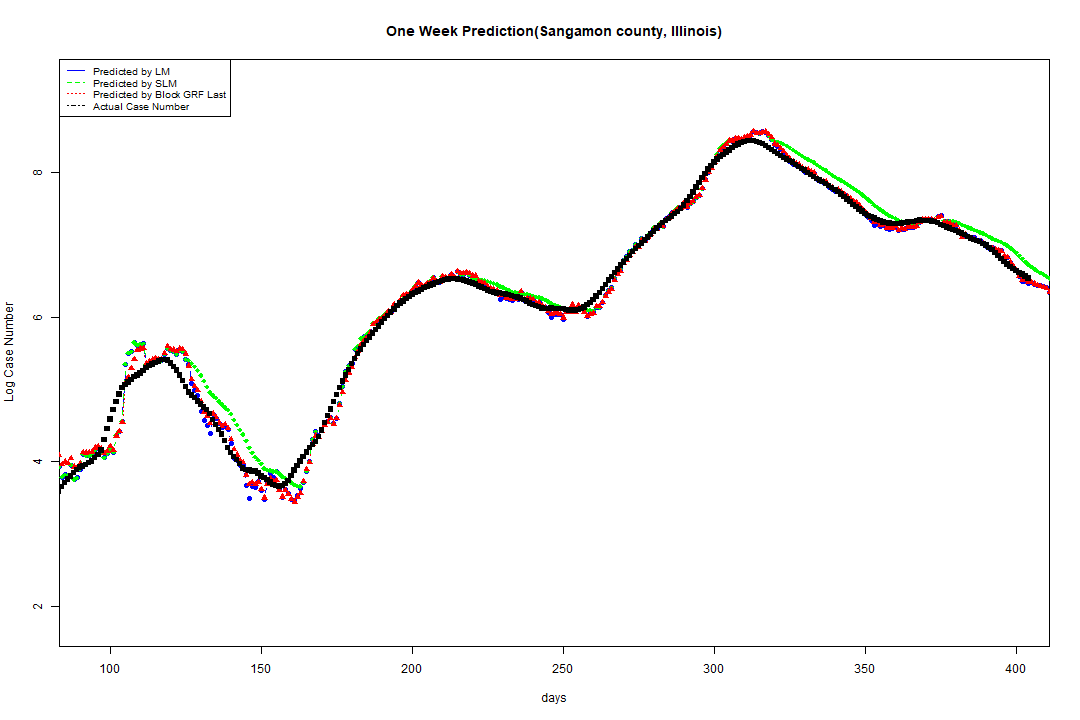 One Week Prediction(Sangamon county, Illinois)
Predicted by LM
Predicted by SLM
Predicted by Block GRF Last
Actual Case Number
Log Case Number
8
6
4
2
100 150 200 250 300 350 400
days